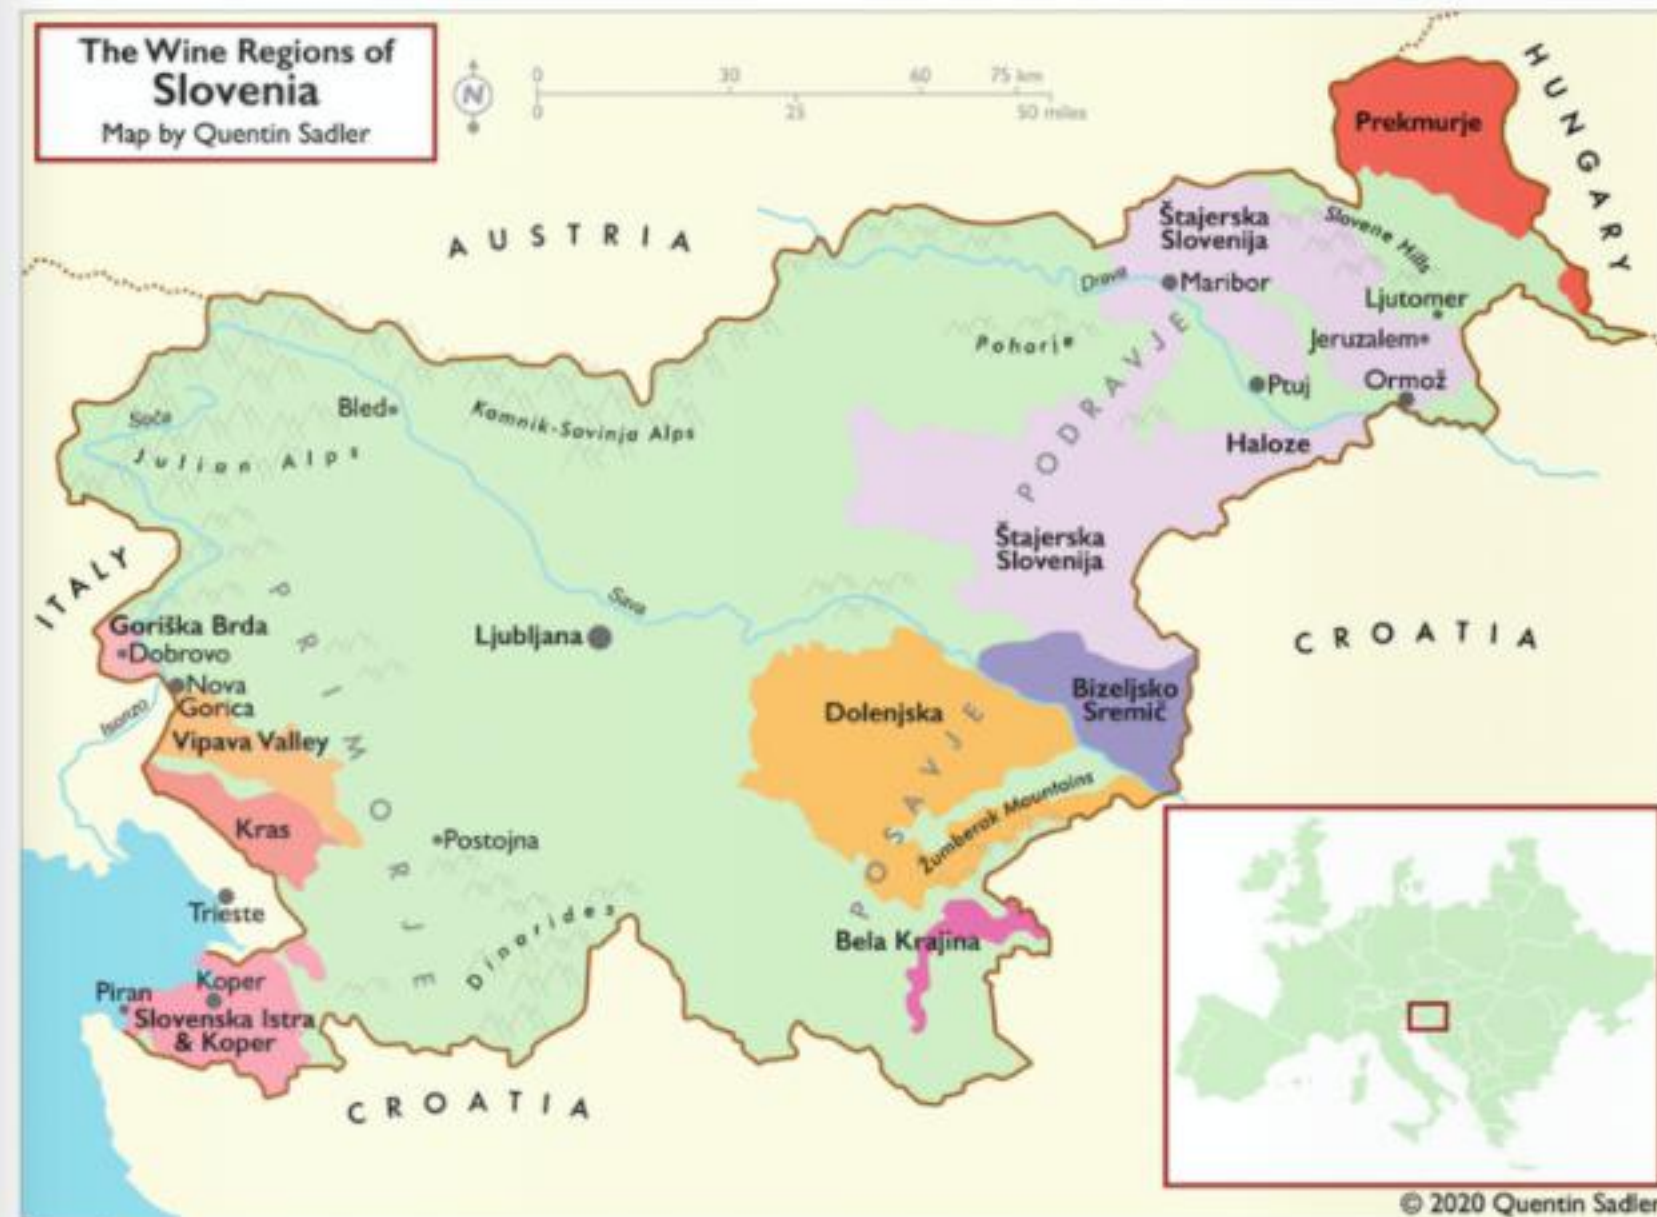 The Wine Regions of
Slovenia
Map by Quentin Sadler
N
0 30 60 75 km
0 25 50 miles
HUNGARY
Prekmurje
AUSTRIA
Štajerska
Slovenija
Slovene Hills
Drava
Maribor
Ljutomer
Pohorje
Jeruzalem
PODRAVJE
Ptuj
Ormož
Bled
Kamnik-Savinja Alps
Soča
Julian Alps
Haloze
Štajerska
Slovenija
ITALY
PRIMORJE
Sava
Goriška Brda
Dobrovo
Ljubljana
CROATIA
Nova
Gorica
Isonzo
Vipava Valley
Dolenjska
Bizeljsko
Sremič
POSAVJE
Žumberak Mountains
Kras
Postojna
Trieste
Dinarides
Bela Krajina
Koper
Piran
Slovenska Istra
& Koper
CROATIA
© 2020 Quentin Sadler